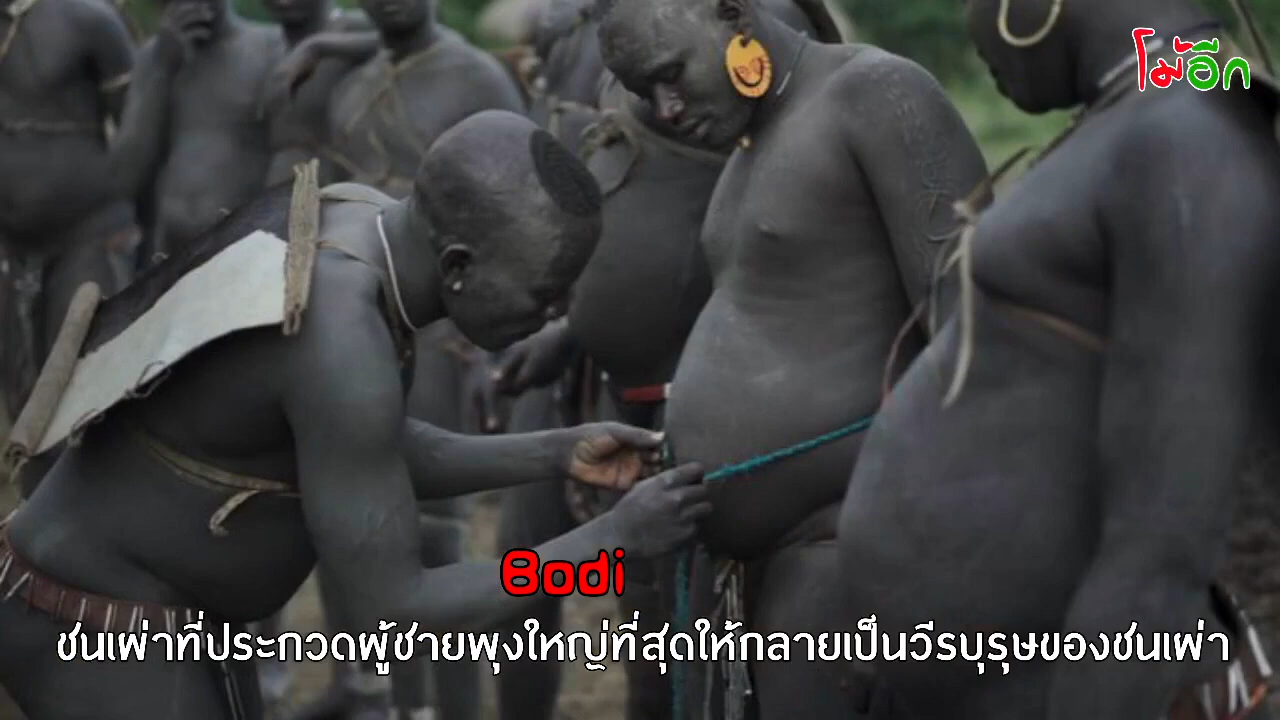 โม้อีก
Bodi
ชนเผ่าที่ประกวดผู้ชายพุงใหญ่ที่สุดให้กลายเป็นวีรบุรุษของชนเผ่า